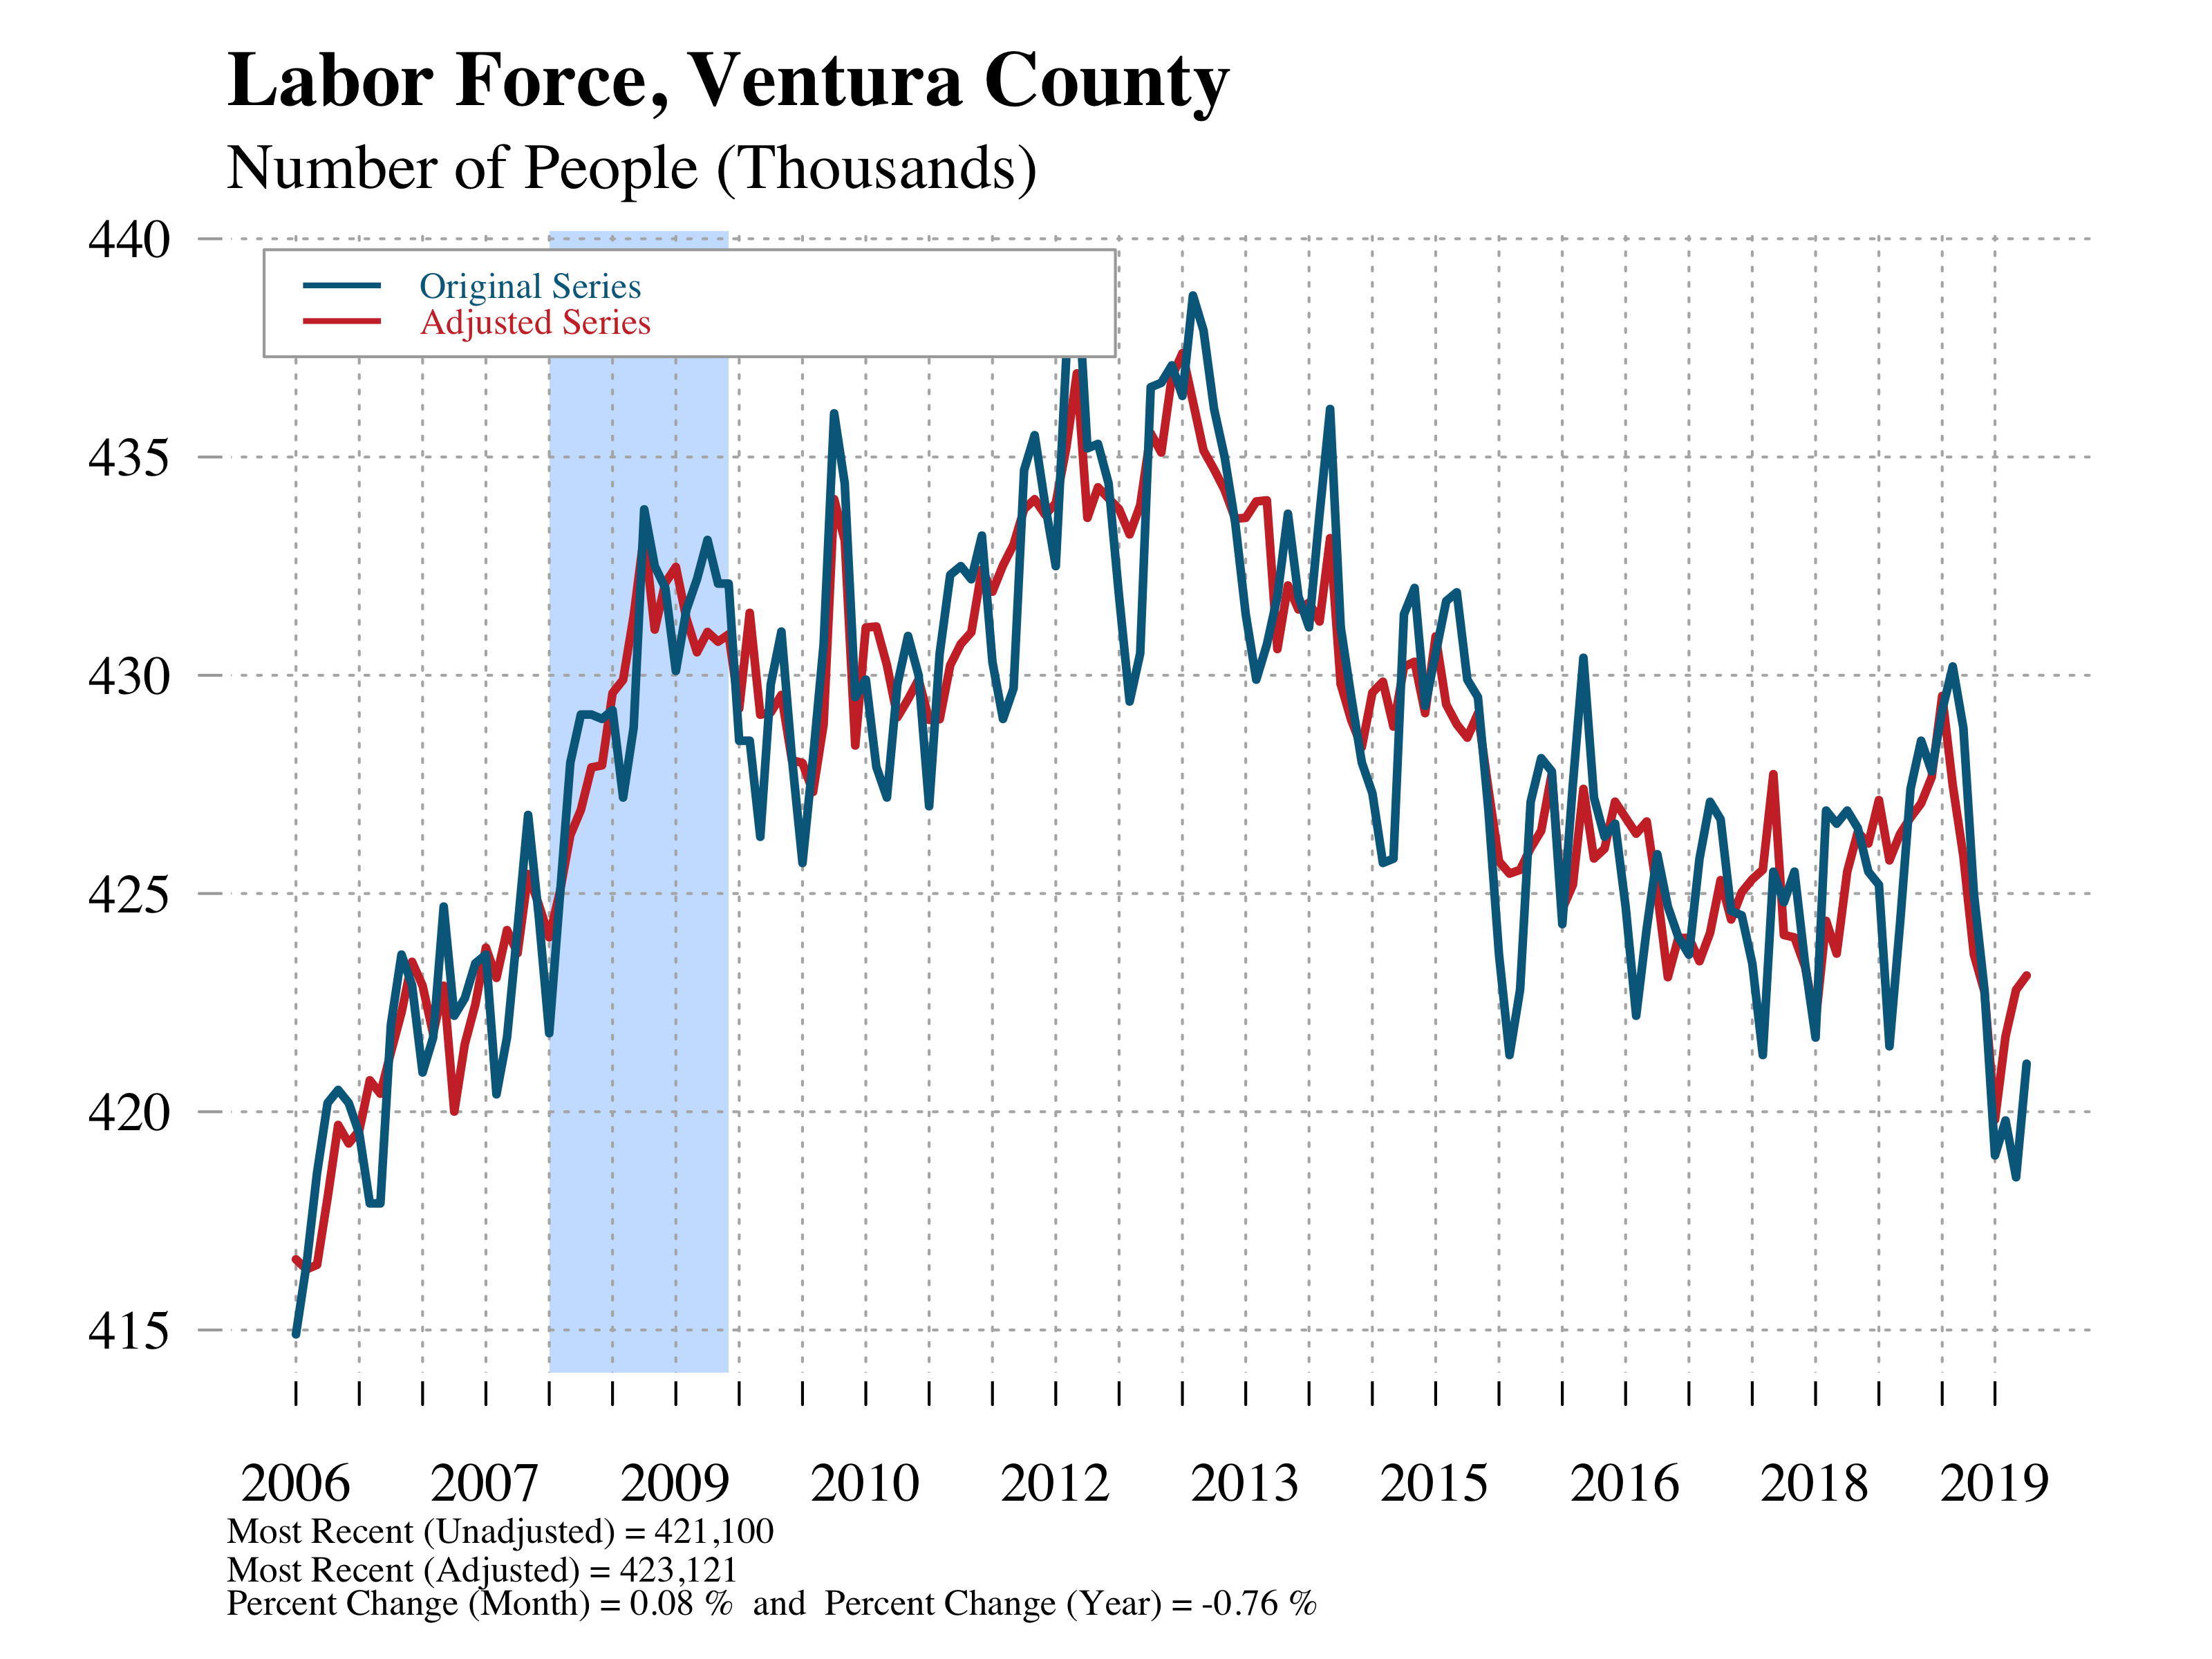 Labor Force, Ventura County
Number of People (Thousands)
440
Original Series
Adjusted Series
435
430
425
420
415
2006 2007 2009 2010 2012 2013 2015 2016 2018 2019
Most Recent (Unadjusted) = 421,100
Most Recent (Adjusted) = 423,121
Percent Change (Month) = 0.08 % and Percent Change (Year) = -0.76 %